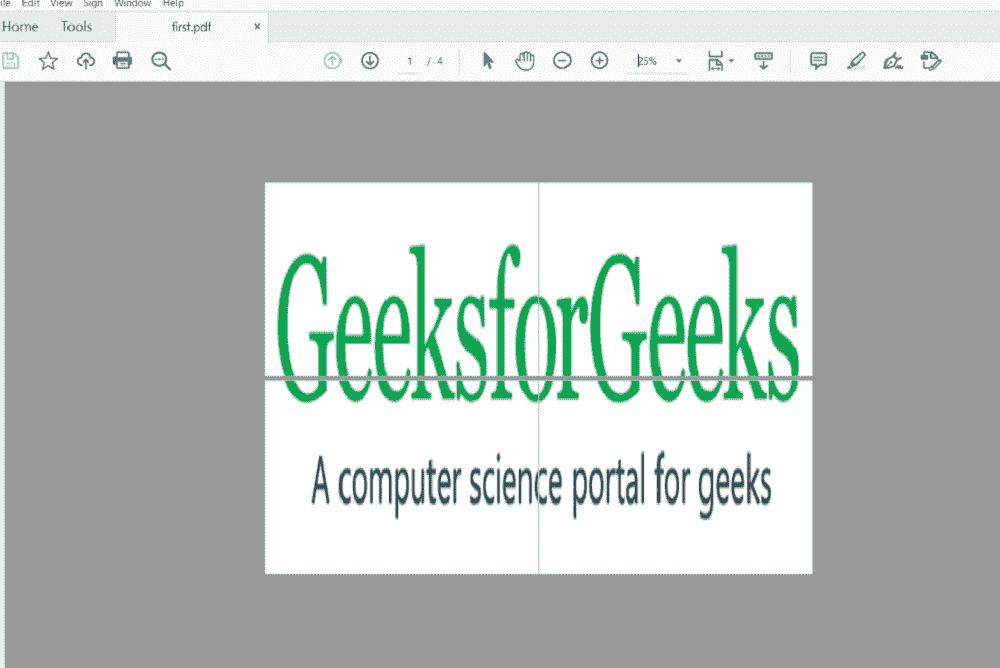 ile Edit View Sign Window Help
Home Tools first.pdf ×
1 / 4 25%
GeeksforGeeks
A computer science portal for geeks